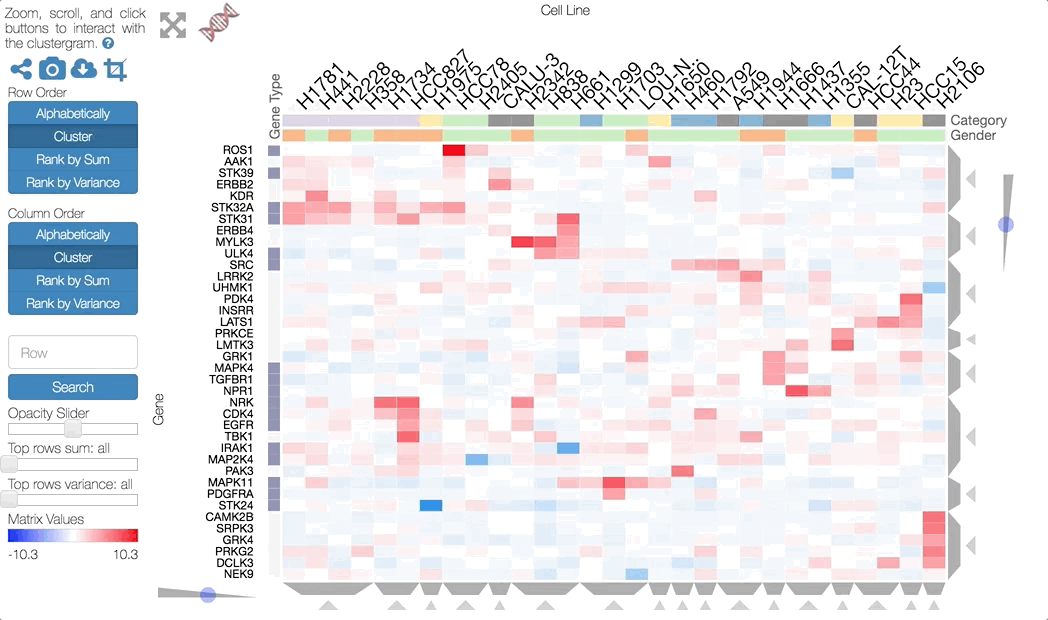 Zoom, scroll, and click
buttons to interact with
the clustergram.
Row Order
Alphabetically
Cluster
Rank by Sum
Rank by Variance
Column Order
Alphabetically
Cluster
Rank by Sum
Rank by Variance
Row
Search
Opacity Slider
Top rows sum: all
Top rows variance: all
Matrix Values
-10.3 10.3
Cell Line
Gene Type
H1781
H441
H2228
H358
H1734
HCC827
H1975
HCC78
H2405
CALU-3
H2342
H838
H661
H1299
H1703
LOU-N...
H1650
H460
H1792
A549
H1944
H1666
H1437
H1355
CAL-12T
HCC44
H23
HCC15
H2106
Category
Gender
Gene
ROS1
AAK1
STK39
ERBB2
KDR
STK32A
STK31
ERBB4
MYLK3
ULK4
SRC
LRRK2
UHMK1
PDK4
INSRR
LATS1
PRKCE
LMTK3
GRK1
MAPK4
TGFBR1
NPR1
NRK
CDK4
EGFR
TBK1
IRAK1
MAP2K4
PAK3
MAPK11
PDGFRA
STK24
CAMK2B
SRPK3
GRK4
PRKG2
DCLK3
NEK9